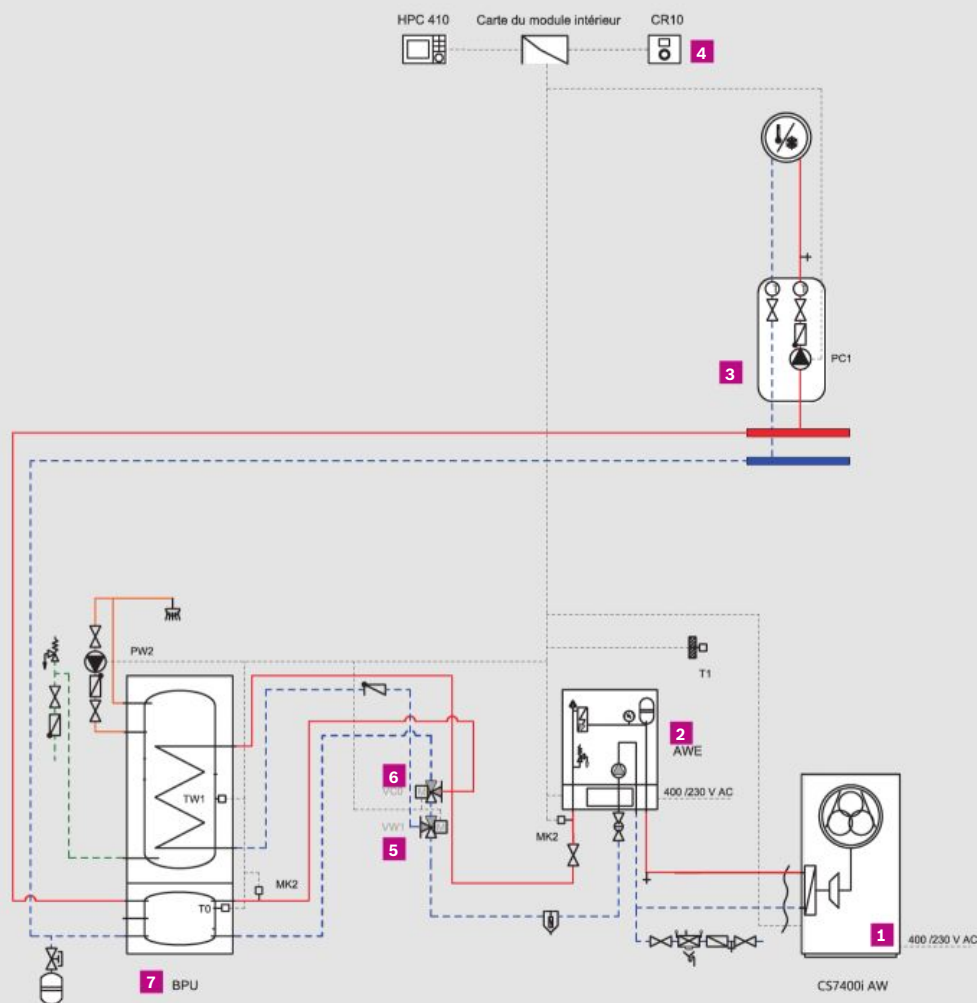 HPC 410
Carte du module intérieur
CR10
4
3
PC1
PW2
T1
2
AWE
6
VC0
TW1
400 /230 V AC
VW1
MK2
5
MK2
T0
1
400 /230 V AC
7
BPU
CS7400i AW